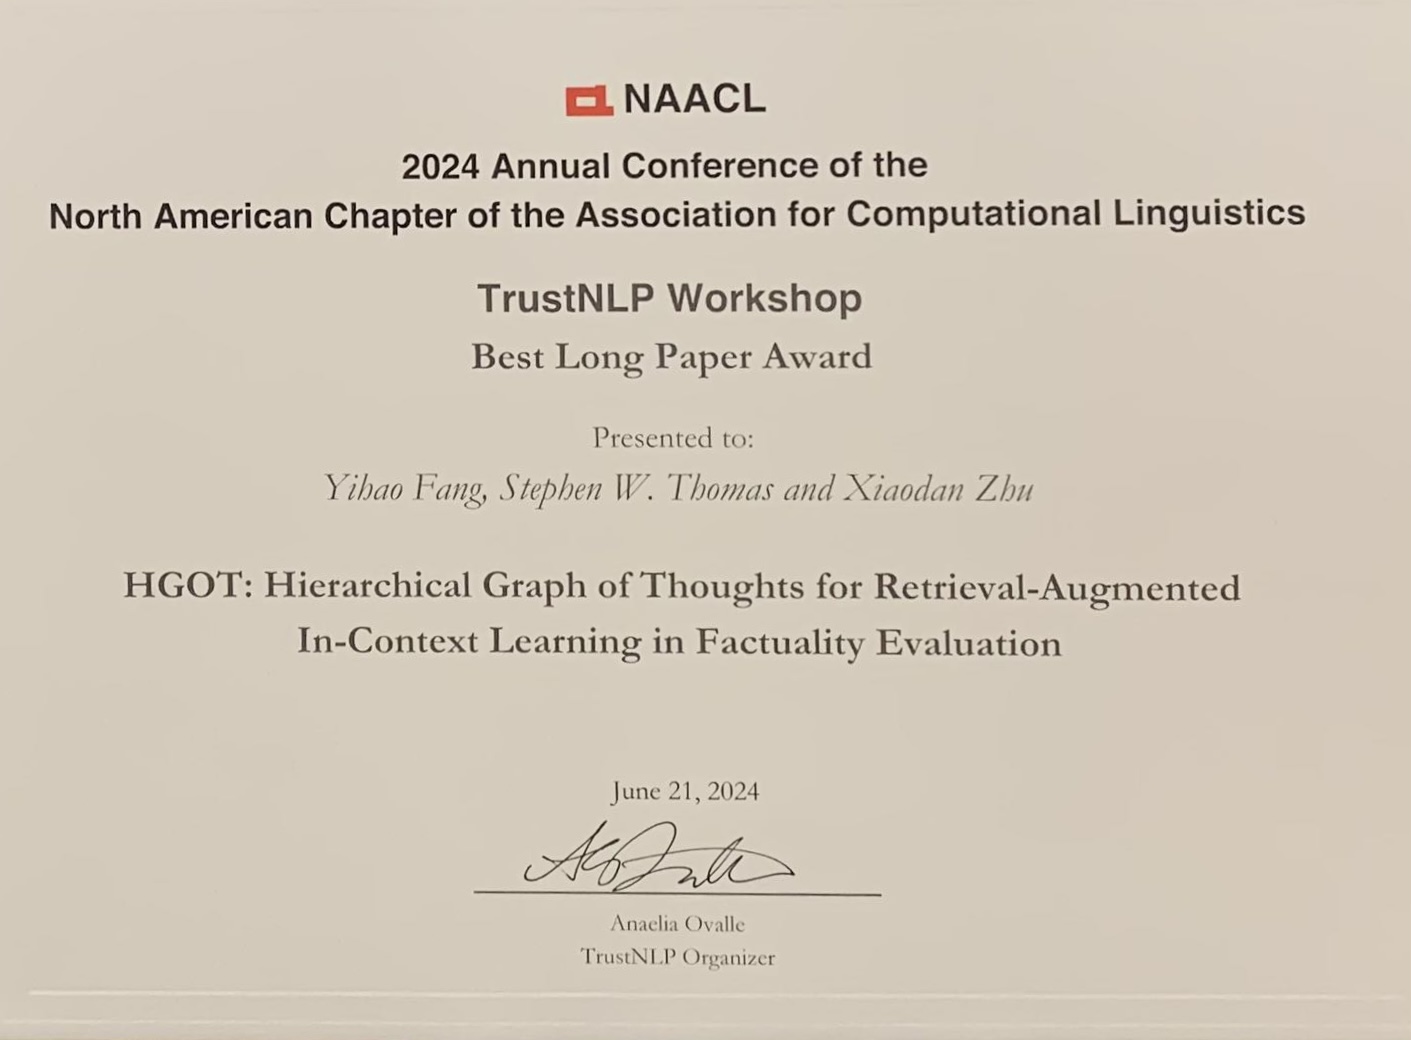 NAACL
2024 Annual Conference of the
North American Chapter of the Association for Computational Linguistics
TrustNLP Workshop
Best Long Paper Award
Presented to:
Yihao Fang, Stephen W. Thomas and Xiaodan Zhu
HGOT: Hierarchical Graph of Thoughts for Retrieval-Augmented
In-Context Learning in Factuality Evaluation
June 21, 2024
Anaelia Ovalle
TrustNLP Organizer